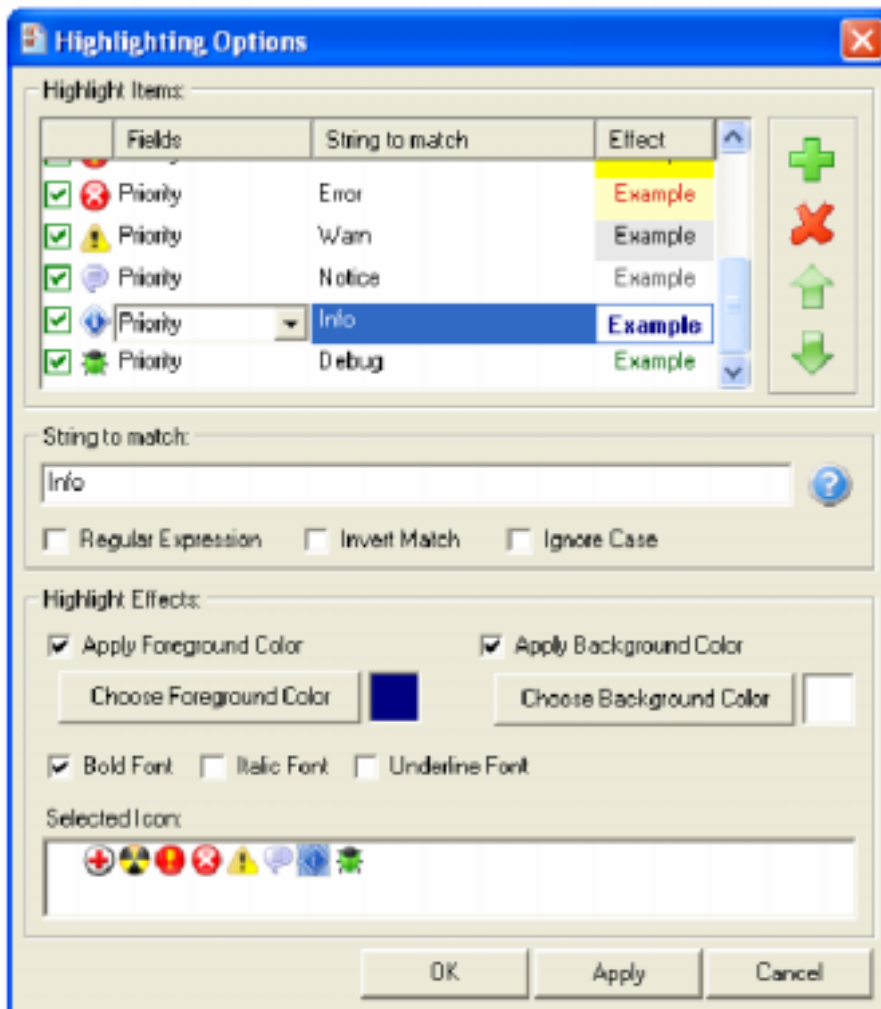 Highlighting Options
Highlight Items:
Fields String to match Effect
Priority Error Example
Priority Warn Example
Priority Notice Example
Priority Info Example
Priority Debug Example
String to match:
Info
Regular Expression Invert Match Ignore Case
Highlight Effects:
Apply Foreground Color Apply Background Color
Choose Foreground Color Choose Background Color
Bold Font Italic Font Underline Font
Selected Icon:
OK Apply Cancel